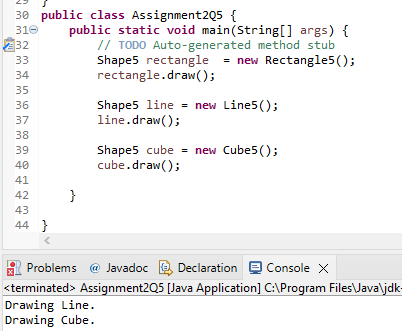 29 }
30 public class Assignment2Q5 {
31 public static void main(String[] args) {
32 // TODO Auto-generated method stub
33 Shape5 rectangle  = new Rectangle5();
34 rectangle.draw();
35
36 Shape5 line = new Line5();
37 line.draw();
38
39 Shape5 cube = new Cube5();
40 cube.draw();
41
42 }
43
44 }
Problems @ Javadoc Declaration Console
<terminated> Assignment2Q5 [Java Application] C:\Program Files\Java\jdk-
Drawing Line.
Drawing Cube.